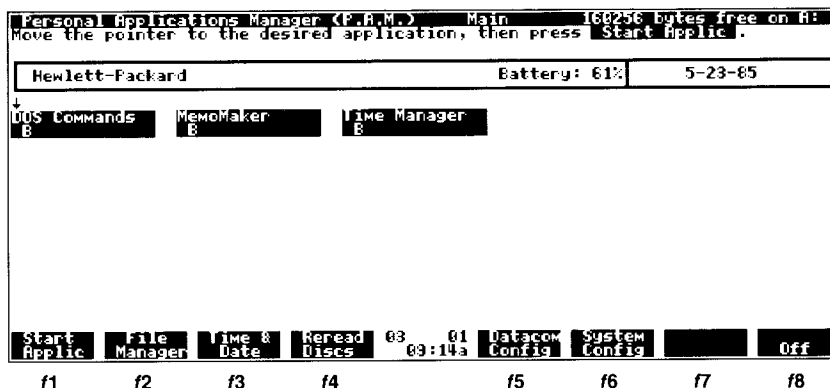 Personal Applications Manager (P.A.M.) Main 160256 bytes free on A:
Move the pointer to the desired application, then press Start Applic .
Hewlett-Packard Battery: 61% 5-23-85
DOS Commands MemoMaker Time Manager
B B B
Start File Time & Reread 03 01 Datacom System
Applic Manager Date Discs 09:14a Config Config Off
f1 f2 f3 f4 f5 f6 f7 f8